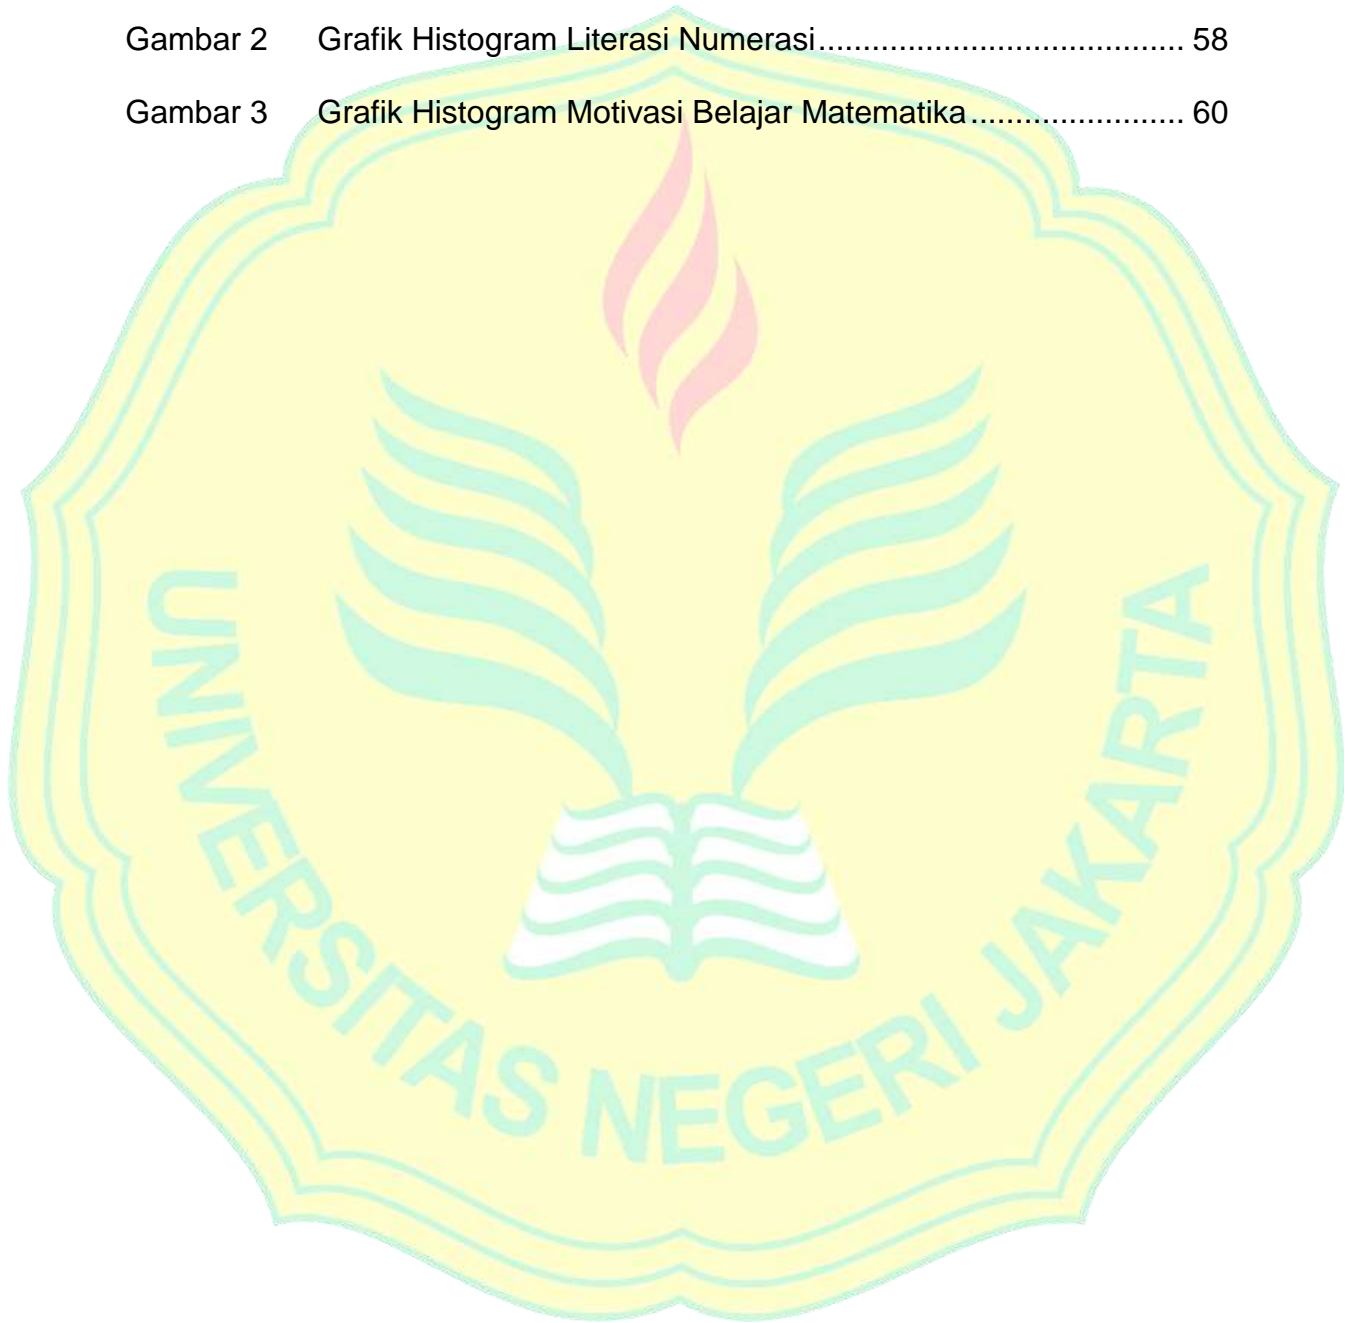 Gambar 2 Grafik Histogram Literasi Numerasi......................................... 58
Gambar 3 Grafik Histogram Motivasi Belajar Matematika........................ 60
UNIVERSITAS NEGERI JAKARTA